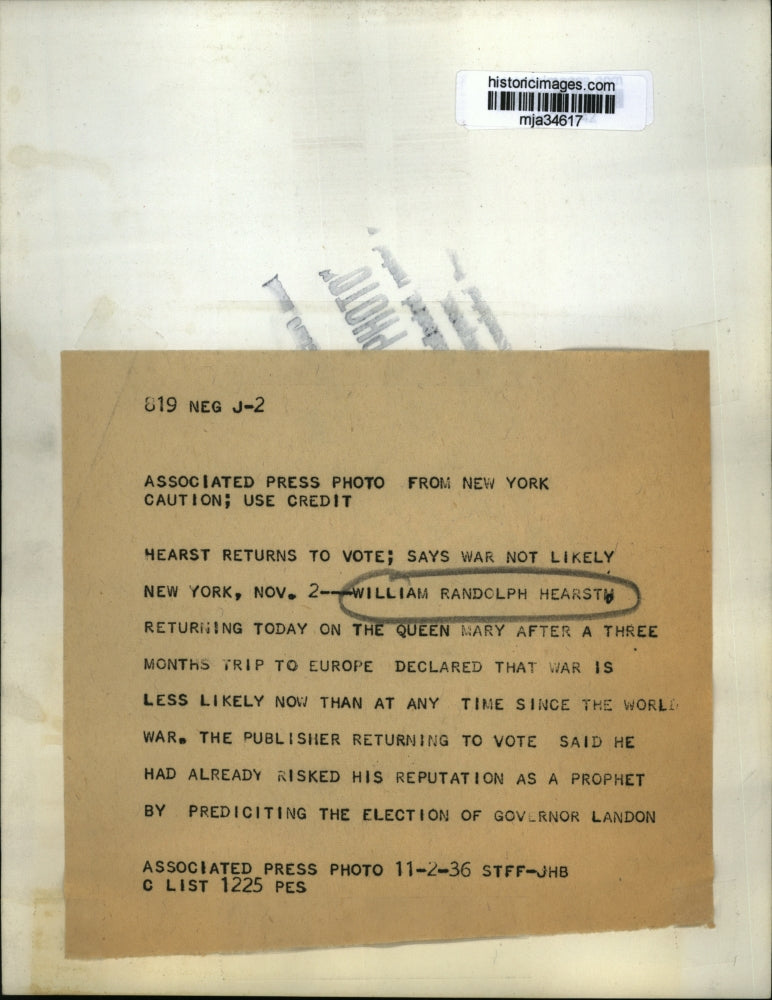 historicimages.com
mja34617
PHOTO
819 NEG J-2
ASSOCIATED PRESS PHOTO FROM NEW YORK
CAUTION; USE CREDIT
HEARST RETURNS TO VOTE; SAYS WAR NOT LIKELY
NEW YORK, NOV. 2--WILLIAM RANDOLPH HEARST
RETURNING TODAY ON THE QUEEN MARY AFTER A THREE
MONTHS TRIP TO EUROPE DECLARED THAT WAR IS
LESS LIKELY NOW THAN AT ANY TIME SINCE THE WORLD
WAR. THE PUBLISHER RETURNING TO VOTE SAID HE
HAD ALREADY RISKED HIS REPUTATION AS A PROPHET
BY PREDICITING THE ELECTION OF GOVERNOR LANDON
ASSOCIATED PRESS PHOTO 11-2-36 STFF-JHB
C LIST 1225 PES